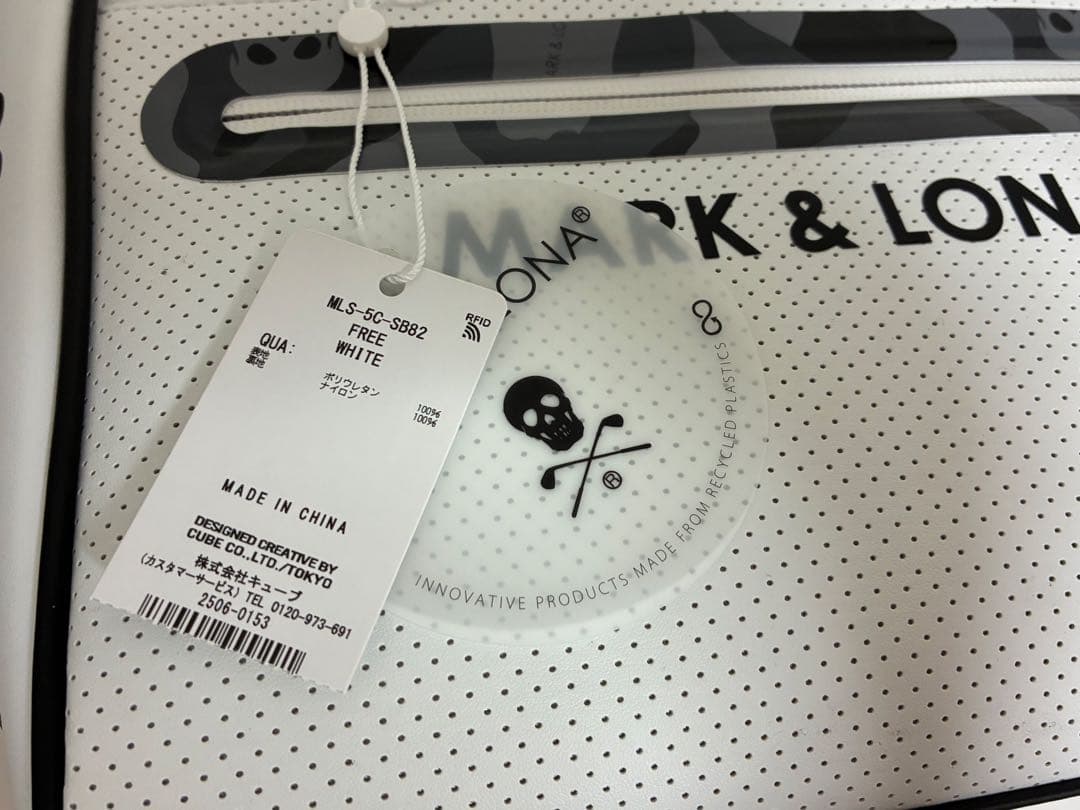 ARK & LO
MARK & LON
LONA®
MLS-5C-SB82
FREE
WHITE
RFID
QUA:
表地
裏地
ポリウレタン
ナイロン
100%
100%
MADE IN CHINA
DESIGNED CREATIVE BY
CUBE CO.,LTD./TOKYO
株式会社キューブ
(カスタマーサービス) TEL 0120-973-691
2506-0153
®
INNOVATIVE PRODUCTS MADE FROM RECYCLED PLASTICS